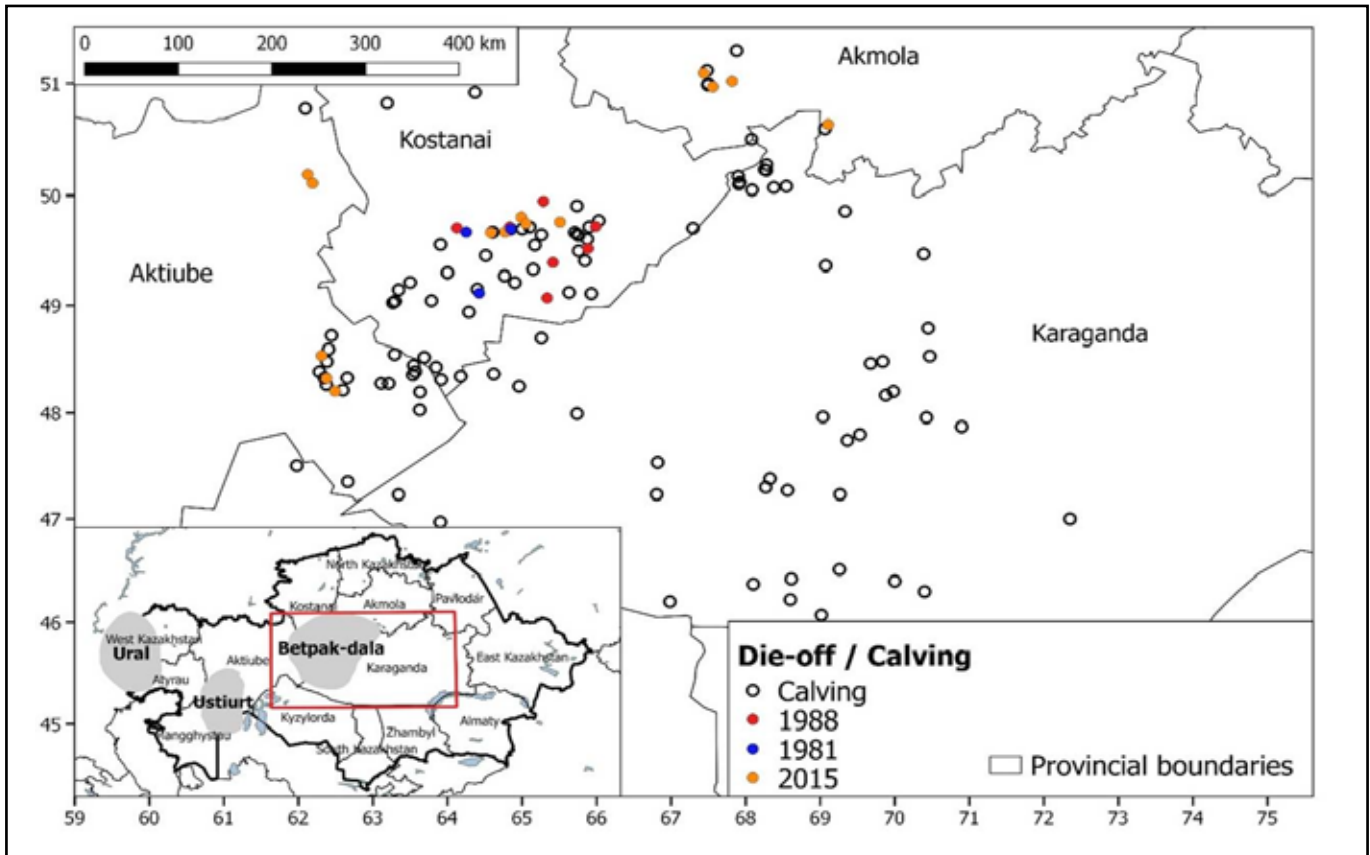 0 100 200 300 400 km
Akmola
51
Kostanai
50
Aktiube
49
Karaganda
48
47
North Kazakhstan
Kostanai
Akmola
Pavlodar
46
West Kazakhstan
Ural
Betpak-dala
Aktiube
Karaganda
East Kazakhstan
Atyrau
Ustiurt
45
Kyzylorda
Almaty
Mangghystau
Zhambyl
South Kazakhstan
Die-off / Calving
Calving
1988
1981
2015
Provincial boundaries
59 60 61 62 63 64 65 66 67 68 69 70 71 72 73 74 75